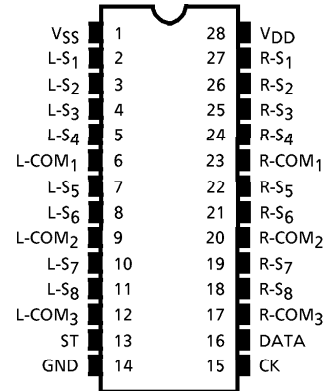 VSS 1 28 VDD
L-S1 2 27 R-S1
L-S2 3 26 R-S2
L-S3 4 25 R-S3
L-S4 5 24 R-S4
L-COM1 6 23 R-COM1
L-S5 7 22 R-S5
L-S6 8 21 R-S6
L-COM2 9 20 R-COM2
L-S7 10 19 R-S7
L-S8 11 18 R-S8
L-COM3 12 17 R-COM3
ST 13 16 DATA
GND 14 15 CK